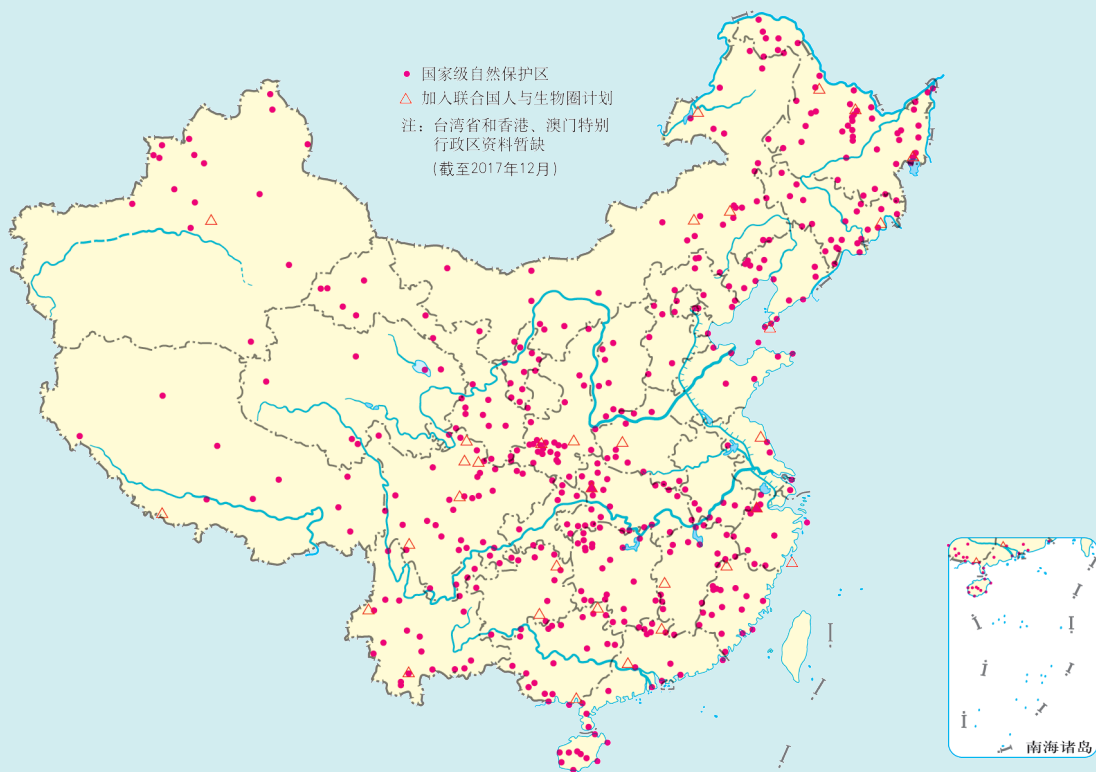 国家级自然保护区
加入联合国人与生物圈计划
注：台湾省和香港、澳门特别
行政区资料暂缺
(截至2017年12月)
南海诸岛